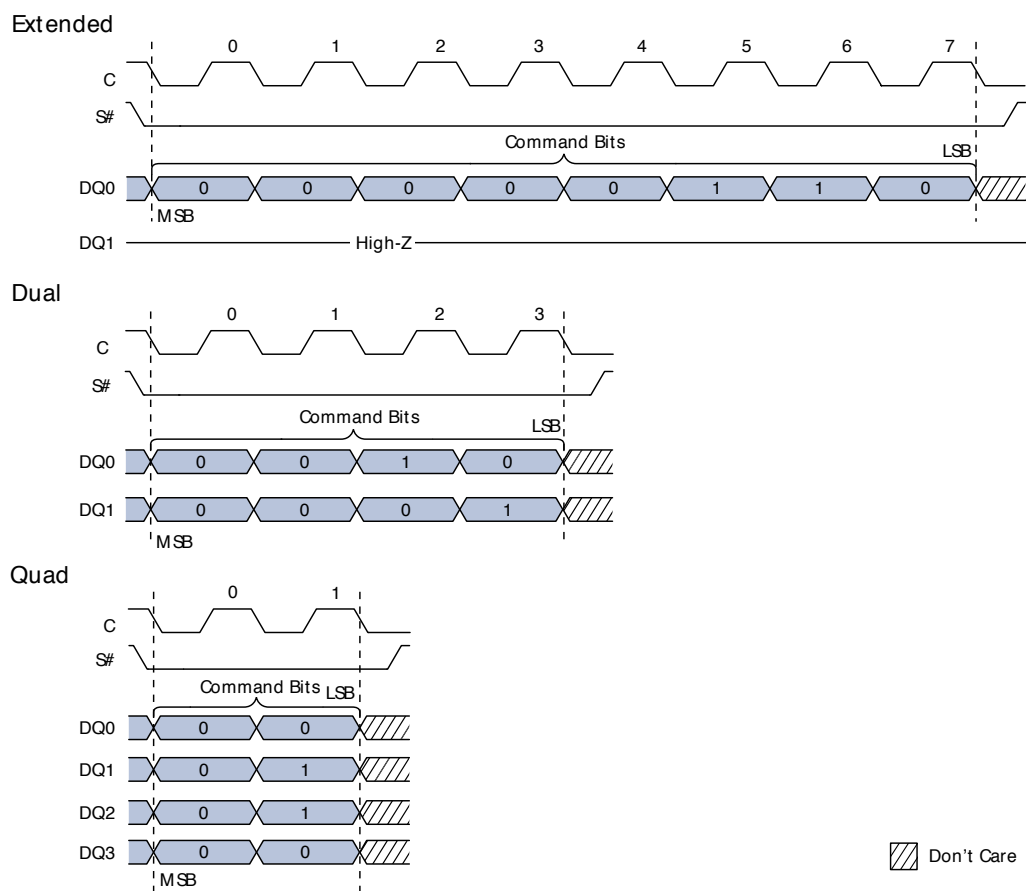 Extended
0 1 2 3 4 5 6 7
C
S#
Command Bits
LSB
DQ0 0 0 0 0 0 1 1 0
MSB
DQ1 High-Z
Dual
0 1 2 3
C
S#
Command Bits
LSB
DQ0 0 0 1 0
DQ1 0 0 0 1
MSB
Quad
0 1
C
S#
Command Bits
LSB
DQ0 0 0
DQ1 0 1
DQ2 0 1
DQ3 0 0
MSB
Don't Care